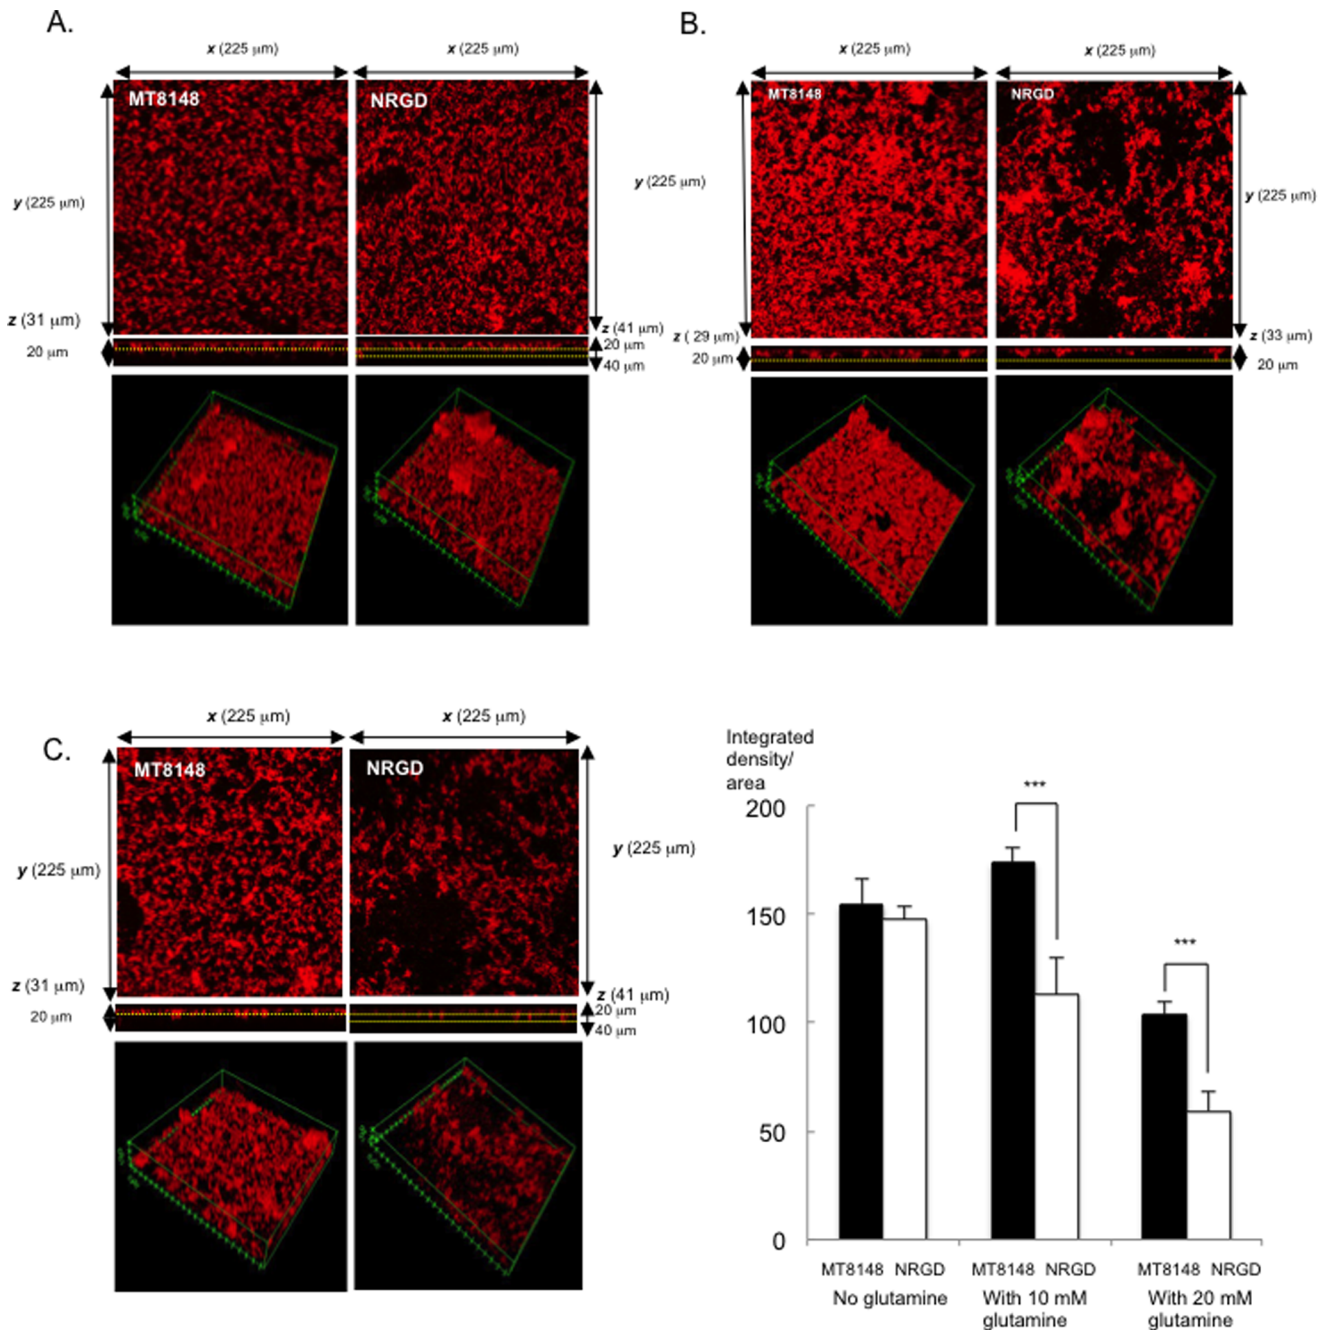 A.
x (225 μm)
x (225 μm)
MT8148
NRGD
y (225 μm)
z (31 μm)
20 μm
z (41 μm)
20 μm
40 μm
B.
x (225 μm)
x (225 μm)
MT8148
NRGD
y (225 μm)
y (225 μm)
z ( 29 μm)
20 μm
z (33 μm)
20 μm
C.
x (225 μm)
x (225 μm)
MT8148
NRGD
y (225 μm)
y (225 μm)
z (31 μm)
20 μm
z (41 μm)
20 μm
40 μm
Integrated
density/
area
200
150
100
50
0
***
***
MT8148 NRGD
MT8148 NRGD
MT8148 NRGD
No glutamine
With 10 mM
glutamine
With 20 mM
glutamine